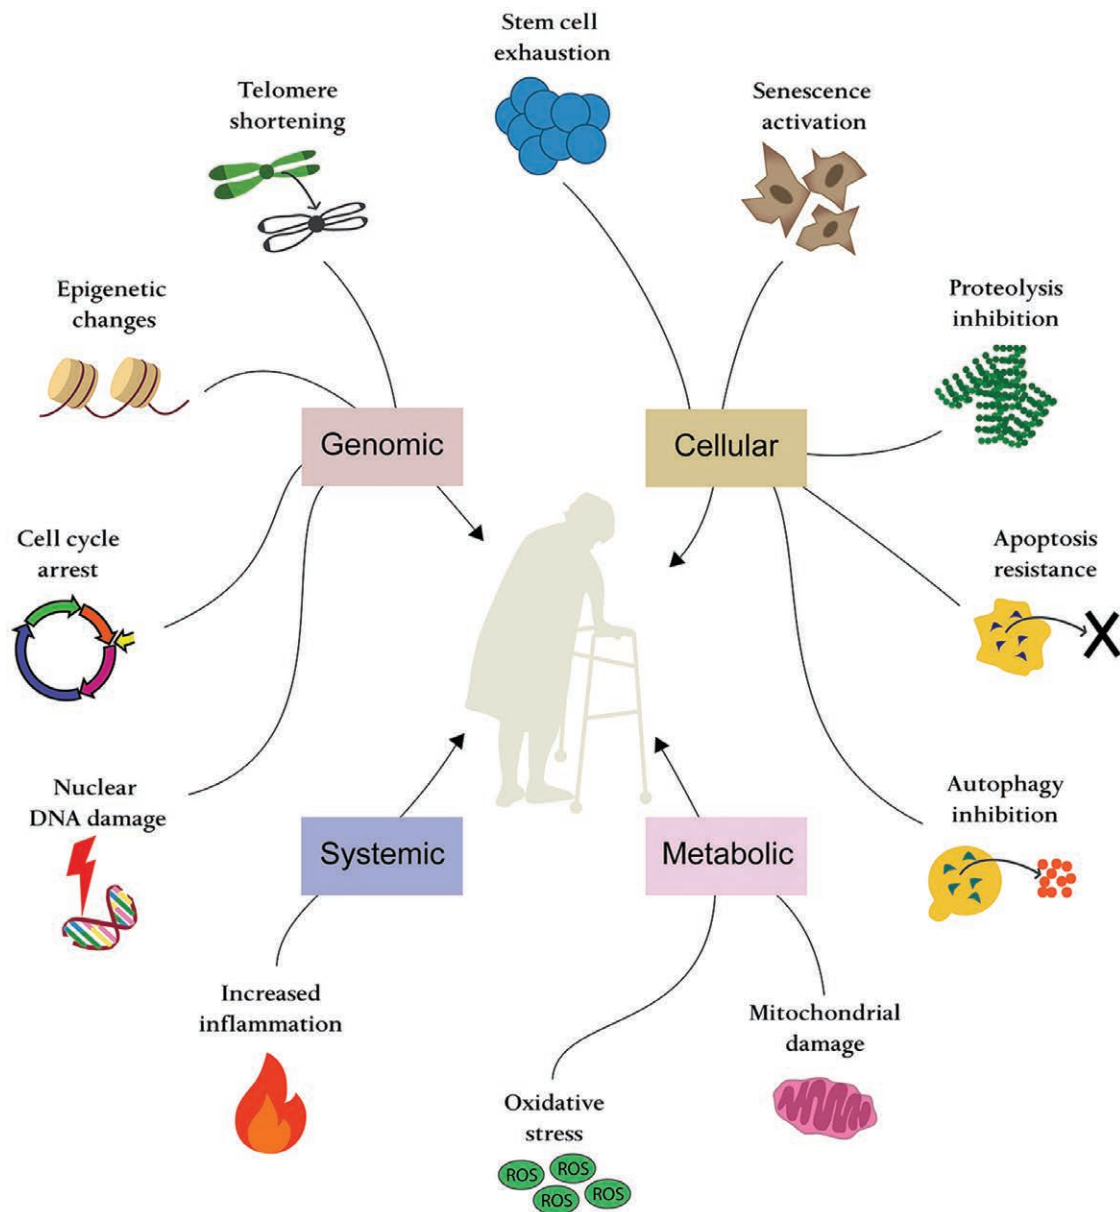 Stem cell
exhaustion
Telomere
shortening
Senescence
activation
Epigenetic
changes
Proteolysis
inhibition
Genomic
Cellular
Cell cycle
arrest
Apoptosis
resistance
X
Nuclear
DNA damage
Autophagy
inhibition
Systemic
Metabolic
Increased
inflammation
Mitochondrial
damage
Oxidative
stress
ROS
ROS
ROS
ROS